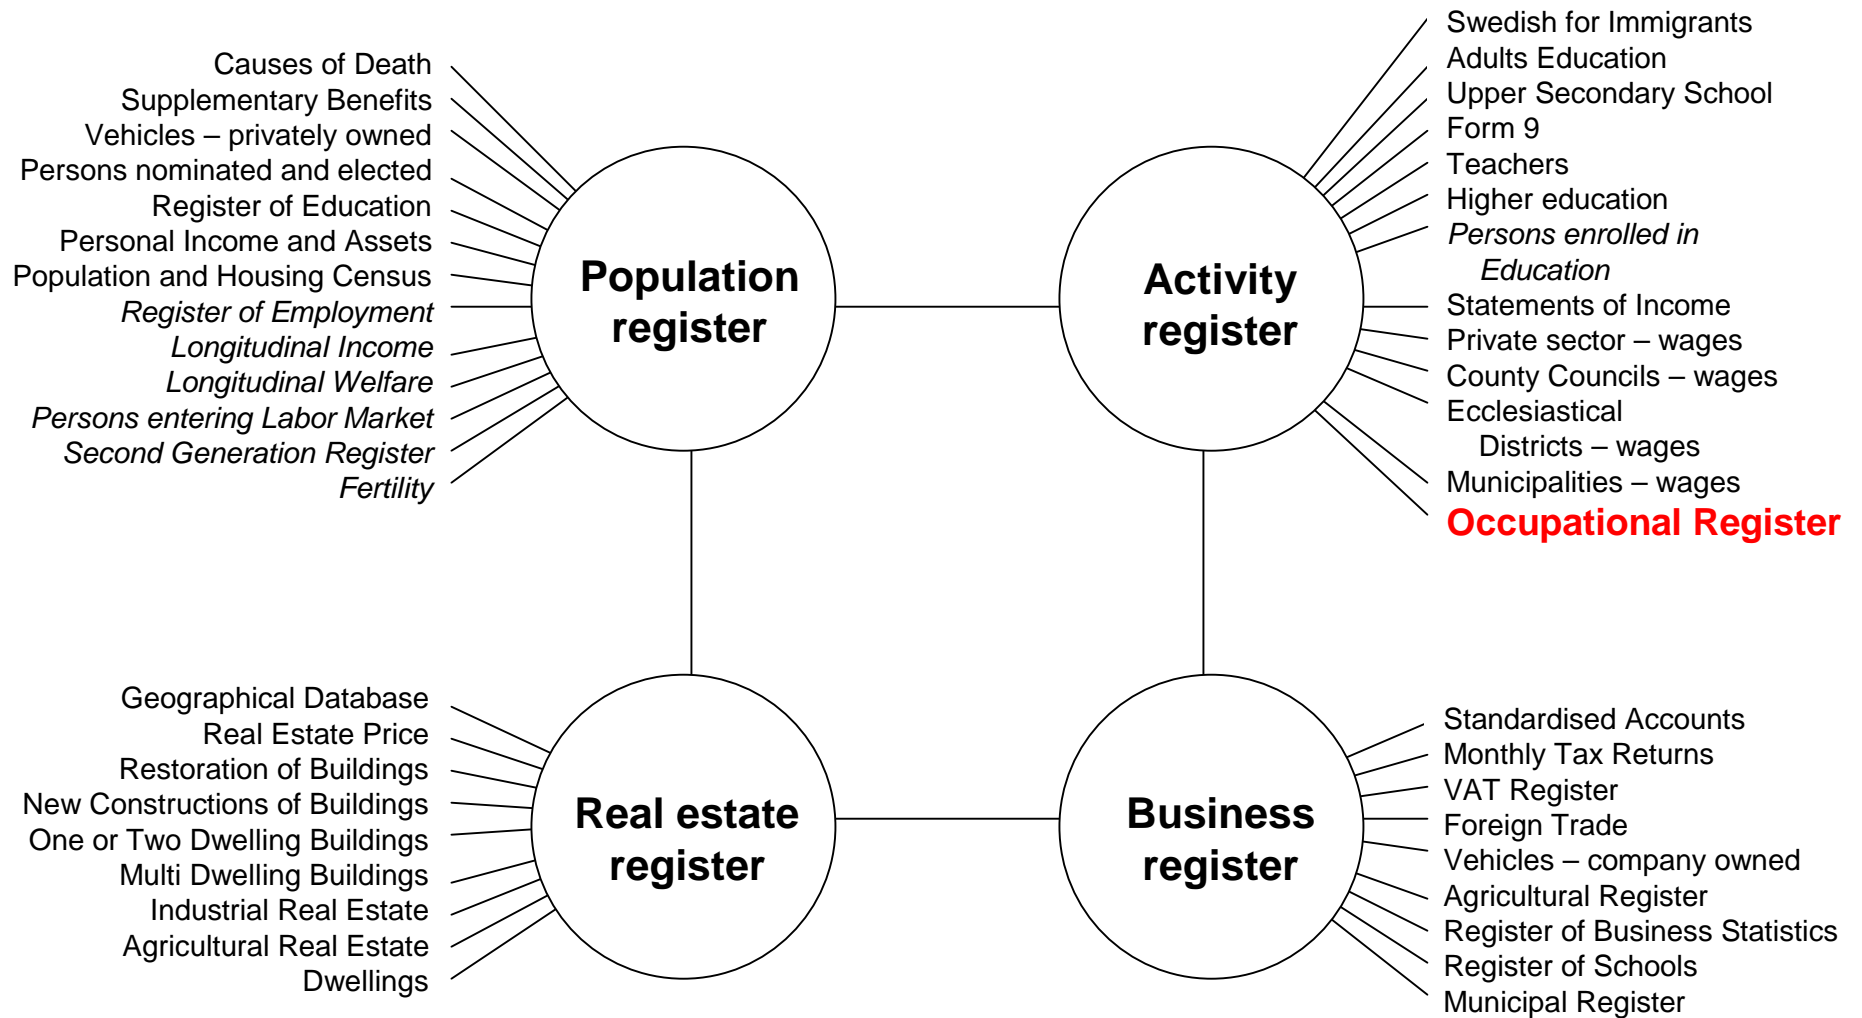 Causes of Death
Supplementary Benefits
Vehicles – privately owned
Persons nominated and elected
Register of Education
Personal Income and Assets
Population and Housing Census
Register of Employment
Longitudinal Income
Longitudinal Welfare
Persons entering Labor Market
Second Generation Register
Fertility
Population
register
Activity
register
Swedish for Immigrants
Adults Education
Upper Secondary School
Form 9
Teachers
Higher education
Persons enrolled in
Education
Statements of Income
Private sector – wages
County Councils – wages
Ecclesiastical
Districts – wages
Municipalities – wages
Occupational Register
Geographical Database
Real Estate Price
Restoration of Buildings
New Constructions of Buildings
One or Two Dwelling Buildings
Multi Dwelling Buildings
Industrial Real Estate
Agricultural Real Estate
Dwellings
Real estate
register
Business
register
Standardised Accounts
Monthly Tax Returns
VAT Register
Foreign Trade
Vehicles – company owned
Agricultural Register
Register of Business Statistics
Register of Schools
Municipal Register